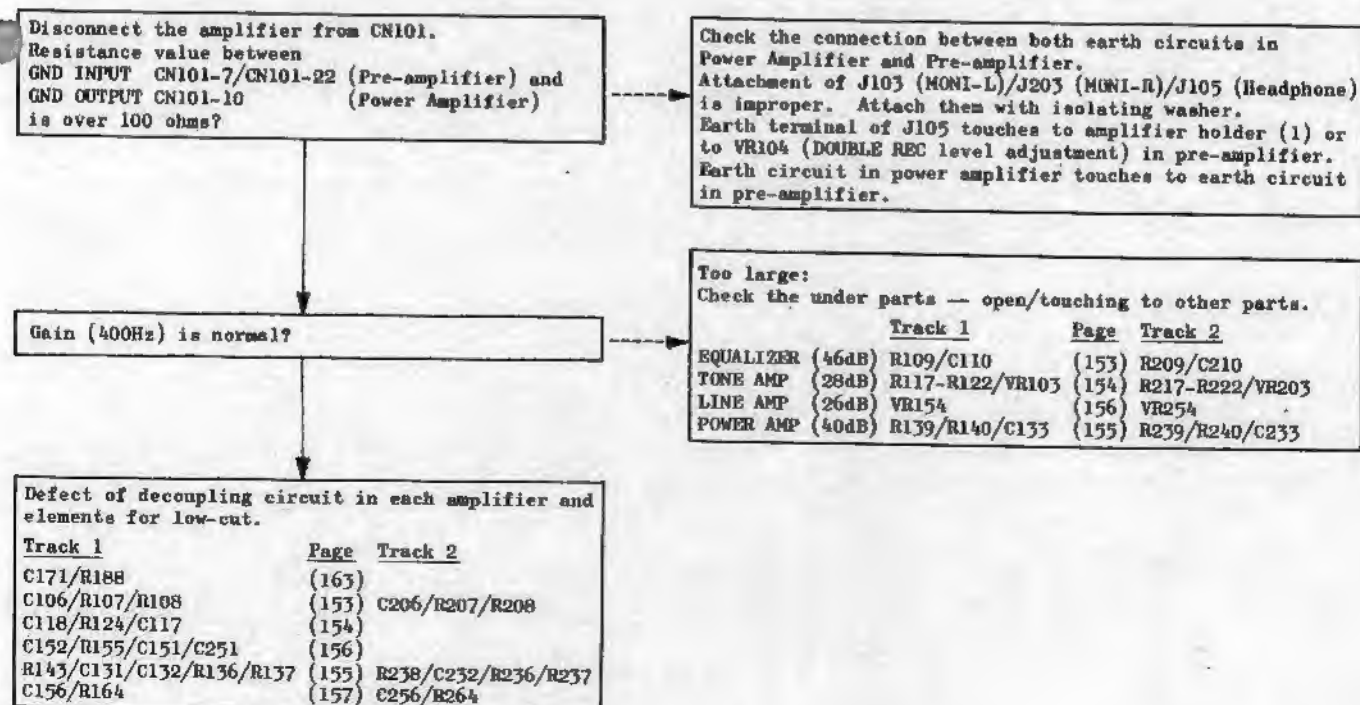 Disconnect the amplifier from CN101.
Resistance value between
GND INPUT CN101-7/CN101-22 (Pre-amplifier) and
GND OUTPUT CN101-10 (Power Amplifier)
is over 100 ohms?
Check the connection between both earth circuits in
Power Amplifier and Pre-amplifier.
Attachment of J103 (MONI-L)/J203 (MONI-R)/J105 (Headphone)
is improper. Attach them with isolating washer.
Earth terminal of J105 touches to amplifier holder (1) or
to VR104 (DOUBLE REC level adjustment) in pre-amplifier.
Earth circuit in power amplifier touches to earth circuit
in pre-amplifier.
Gain (400Hz) is normal?
Too large:
Check the under parts — open/touching to other parts.
Track 1 Page Track 2
EQUALIZER (46dB) R109/C110 (153) R209/C210
TONE AMP (28dB) R117-R122/VR103 (154) R217-R222/VR203
LINE AMP (26dB) VR154 (156) VR254
POWER AMP (40dB) R139/R140/C133 (155) R239/R240/C233
Defect of decoupling circuit in each amplifier and
elements for low-cut.
Track 1 Page Track 2
C171/R188 (163)
C106/R107/R108 (153) C206/R207/R208
C118/R124/C117 (154)
C152/R155/C151/C251 (156)
R143/C131/C132/R136/R137 (155) R238/C232/R236/R237
C156/R164 (157) C256/R264